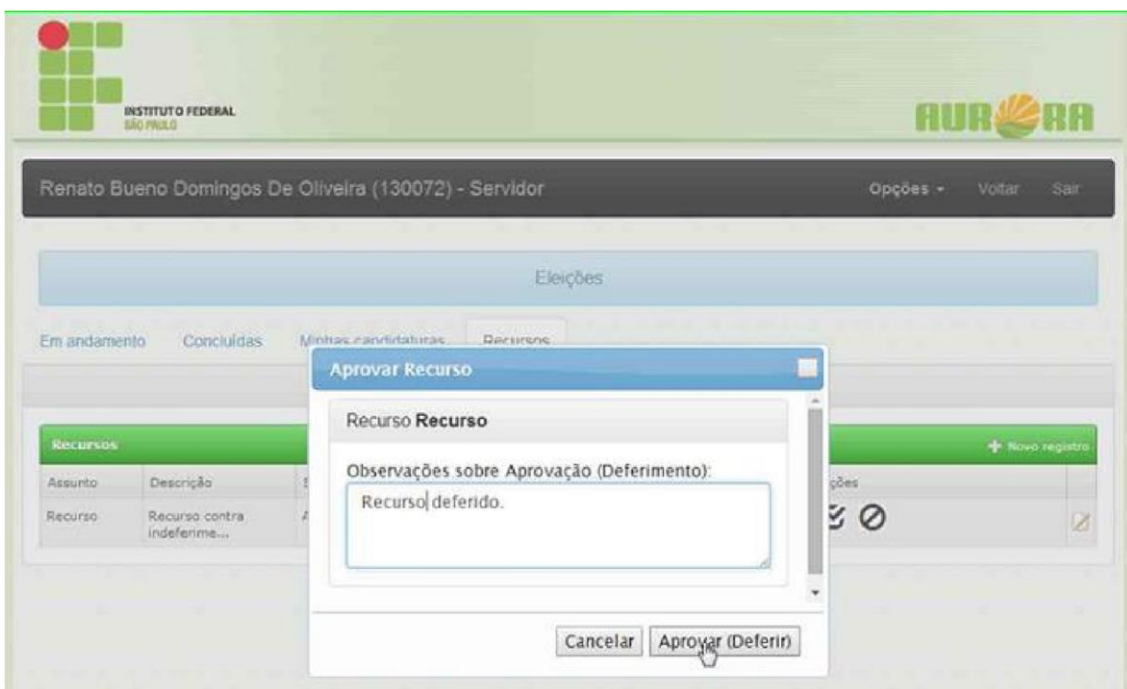 INSTITUTO FEDERAL
SÃO PAULO
AURORA
Renato Bueno Domingos De Oliveira (130072) - Servidor
Opções
Voltar
Sair
Eleições
Em andamento
Concluídas
Minhas candidaturas
Recursos
Aprovar Recurso
Recurso Recurso
Observações sobre Aprovação (Deferimento):
Recurso deferido.
Cancelar
Aprovar (Deferir)
Recursos
Novo registro
Assunto
Descrição
Recurso
Recurso contra
indeferime...